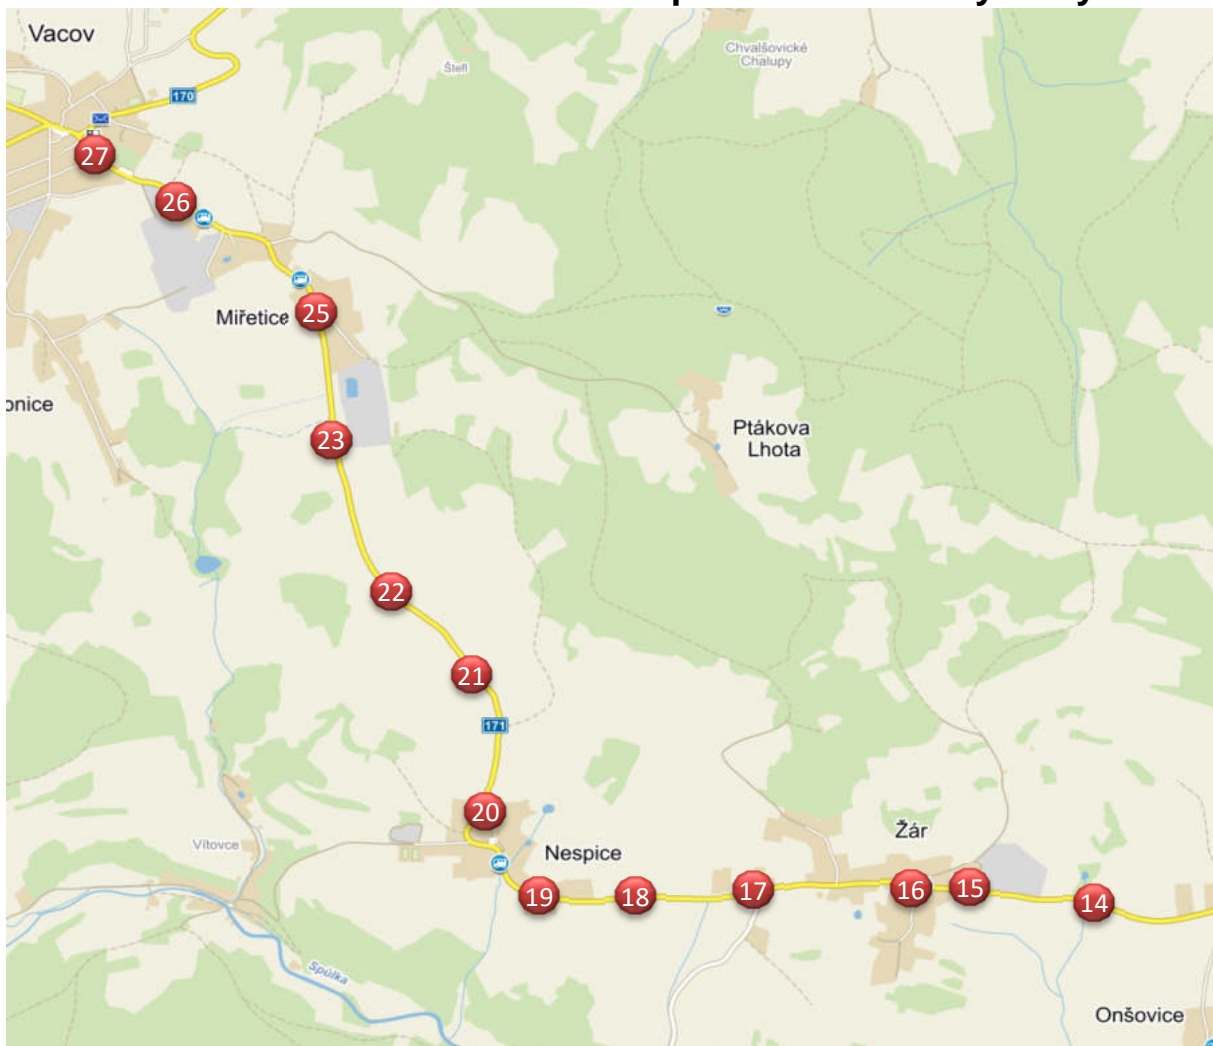 Vacov
Chvalšovické
Chalupy
Štefl
170
27
26
25
Miřetice
onice
23
Ptákova
Lhota
22
21
171
20
Žár
Vítovce
Nespice
19
18
17
16
15
14
Spůlka
Onšovice